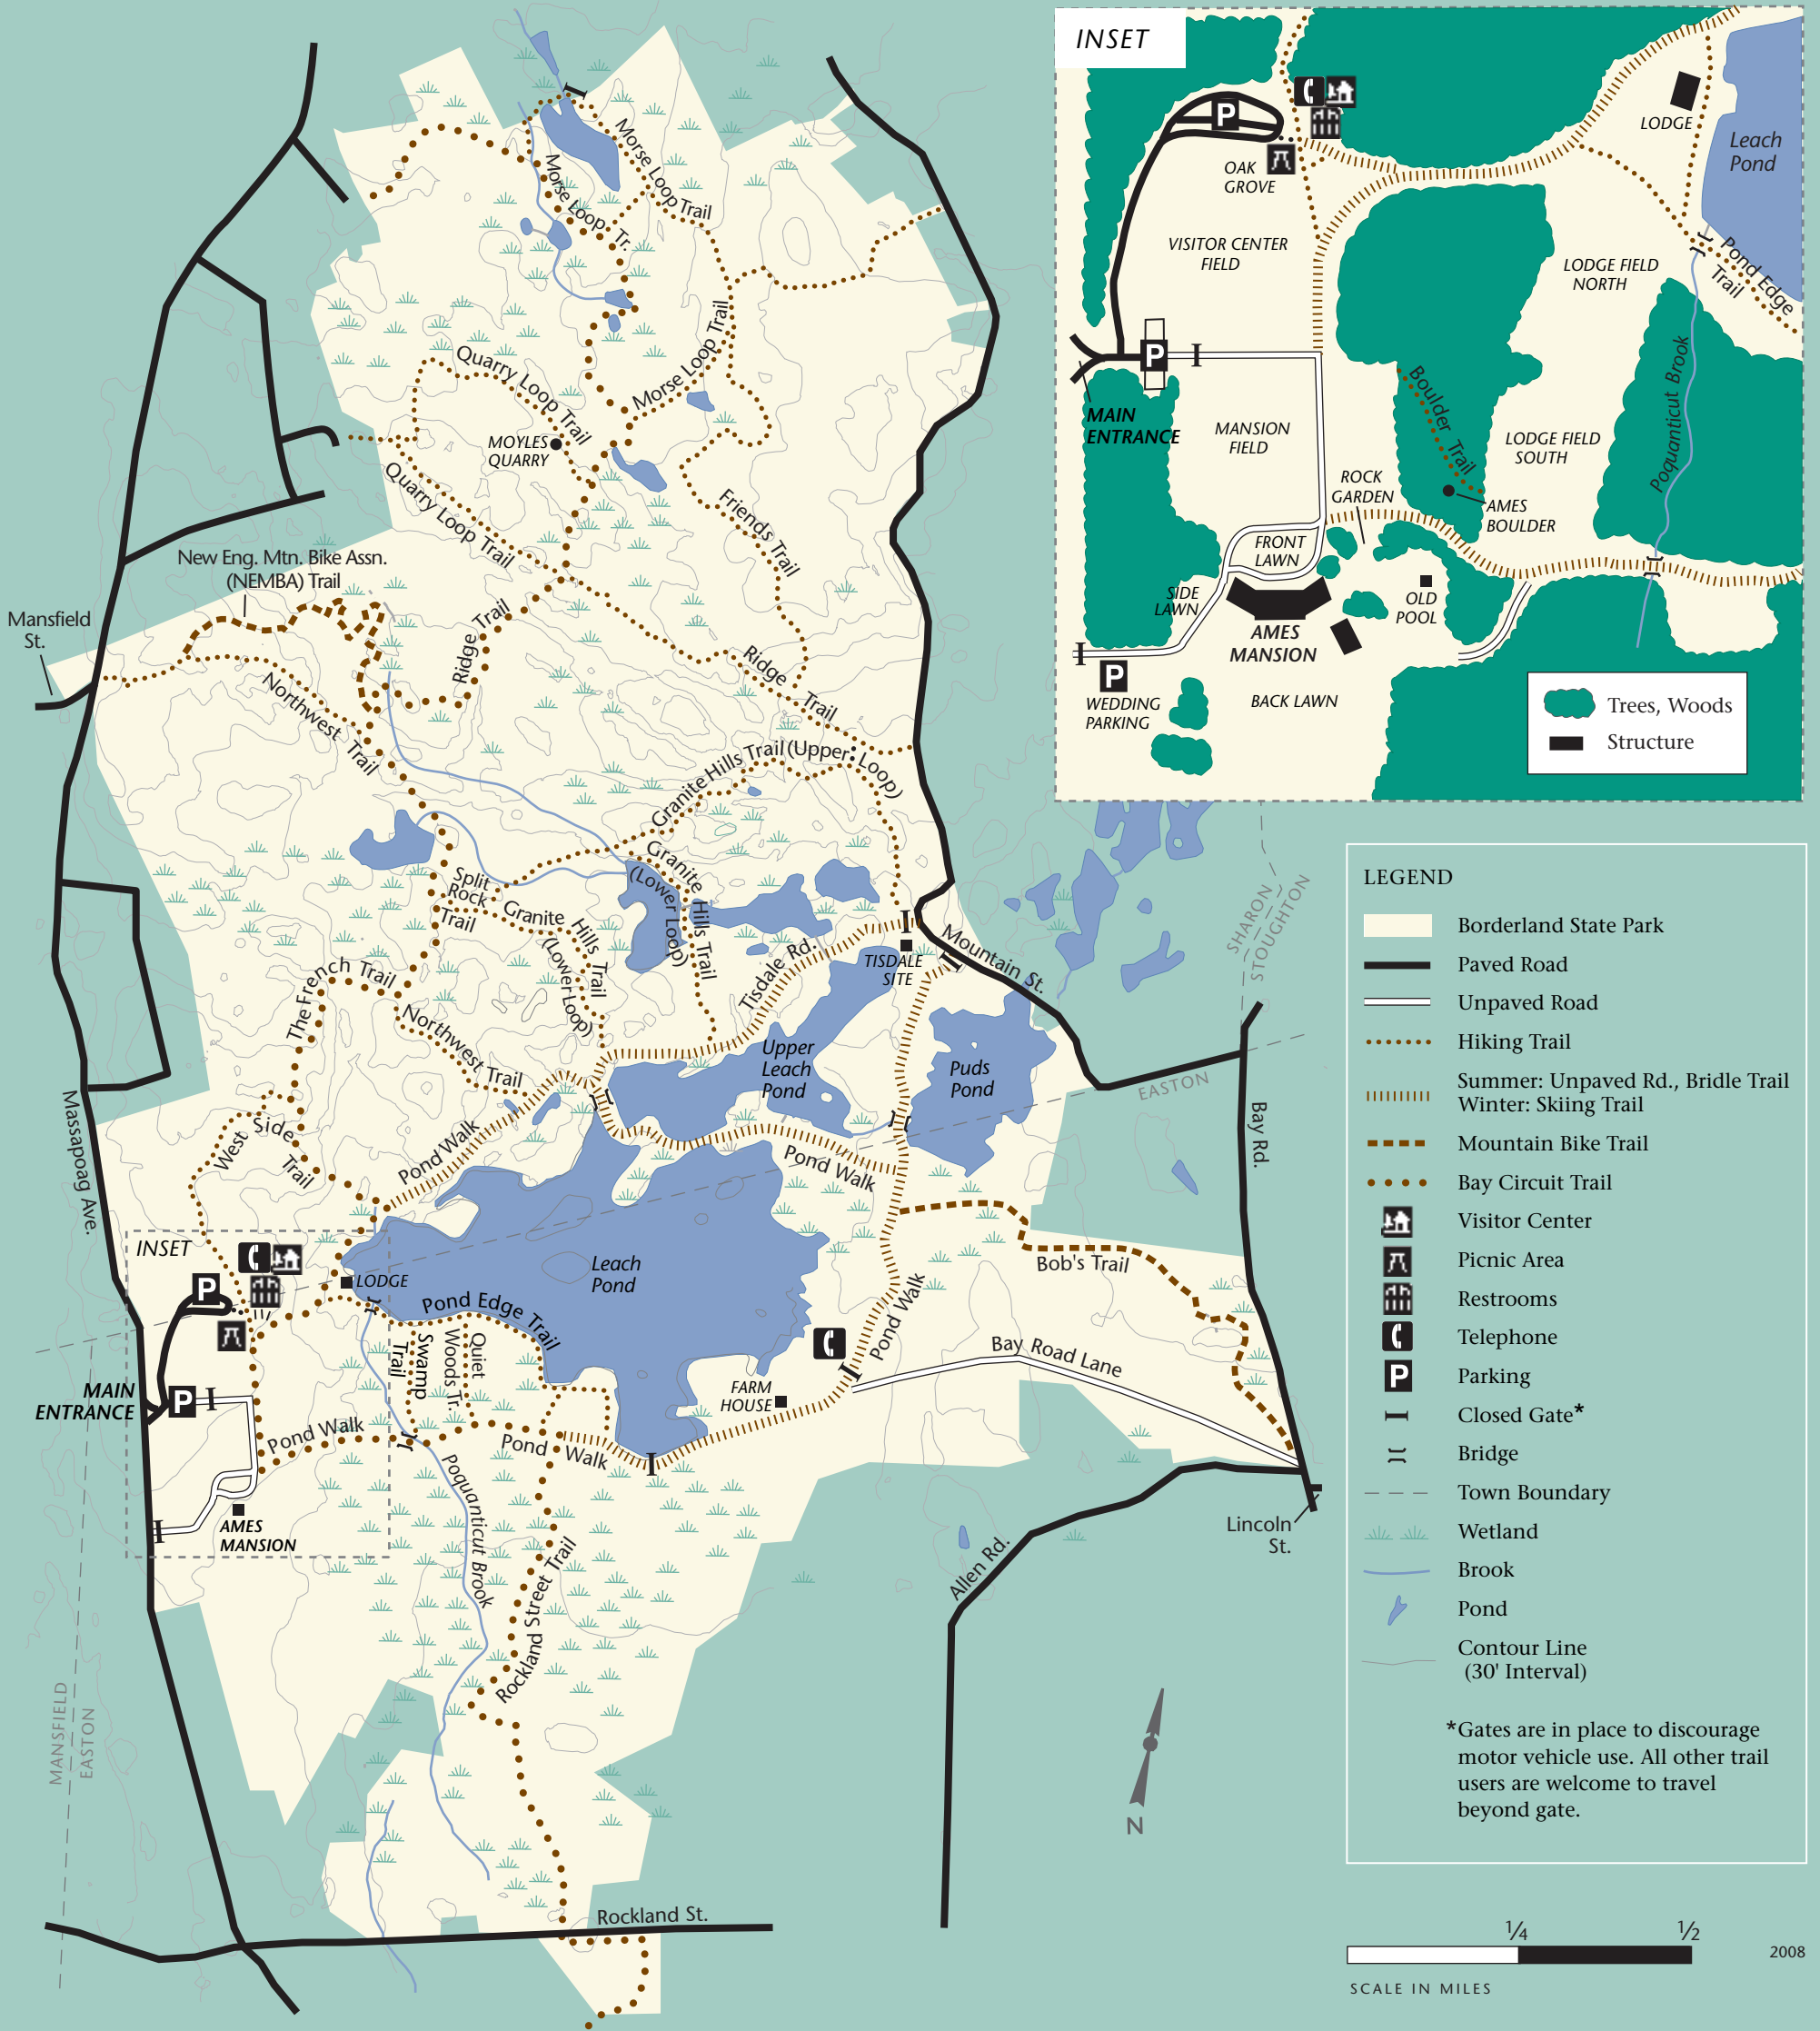 INSET
LODGE
Leach
Pond
OAK
GROVE
P
VISITOR CENTER
FIELD
LODGE FIELD
NORTH
Pond Edge
Trail
P
MAIN
ENTRANCE
MANSION
FIELD
Boulder Trail
LODGE FIELD
SOUTH
Poquanticut Brook
ROCK
GARDEN
AMES
BOULDER
FRONT
LAWN
SIDE
LAWN
OLD
POOL
AMES
MANSION
P
WEDDING
PARKING
BACK LAWN
Trees, Woods
Structure
Morse Loop Trail
Morse Loop Tr.
Morse Loop Trail
Quarry Loop Trail
MOYLES
QUARRY
Quarry Loop Trail
Friends Trail
New Eng. Mtn. Bike Assn.
(NEMBA) Trail
Mansfield
St.
Ridge Trail
Ridge Trail
Northwest Trail
Granite Hills Trail (Upper Loop)
Granite Hills Trail
(Lower Loop)
Split
Rock
Trail
Granite Hills Trail
(Lower Loop)
Tisdale Rd.
TISDALE
SITE
Mountain St.
SHARON
STOUGHTON
The French Trail
Northwest Trail
Upper
Leach
Pond
Puds
Pond
EASTON
Bay Rd.
Massapoag Ave.
West Side
Trail
Pond Walk
Pond Walk
INSET
P
LODGE
Leach
Pond
Bob's Trail
Pond Edge Trail
Swamp
Trail
Quiet
Woods Tr.
Pond Walk
Bay Road Lane
MAIN
ENTRANCE
P
FARM
HOUSE
Pond Walk
Pond Walk
Poquanticut Brook
AMES
MANSION
Rockland Street Trail
Allen Rd.
Lincoln
St.
MANSFIELD
EASTON
N
Rockland St.
LEGEND
Borderland State Park
Paved Road
Unpaved Road
Hiking Trail
Summer: Unpaved Rd., Bridle Trail
Winter: Skiing Trail
Mountain Bike Trail
Bay Circuit Trail
Visitor Center
Picnic Area
Restrooms
Telephone
P Parking
Closed Gate*
Bridge
Town Boundary
Wetland
Brook
Pond
Contour Line
(30' Interval)
*Gates are in place to discourage
motor vehicle use. All other trail
users are welcome to travel
beyond gate.
¼ ½
SCALE IN MILES
2008